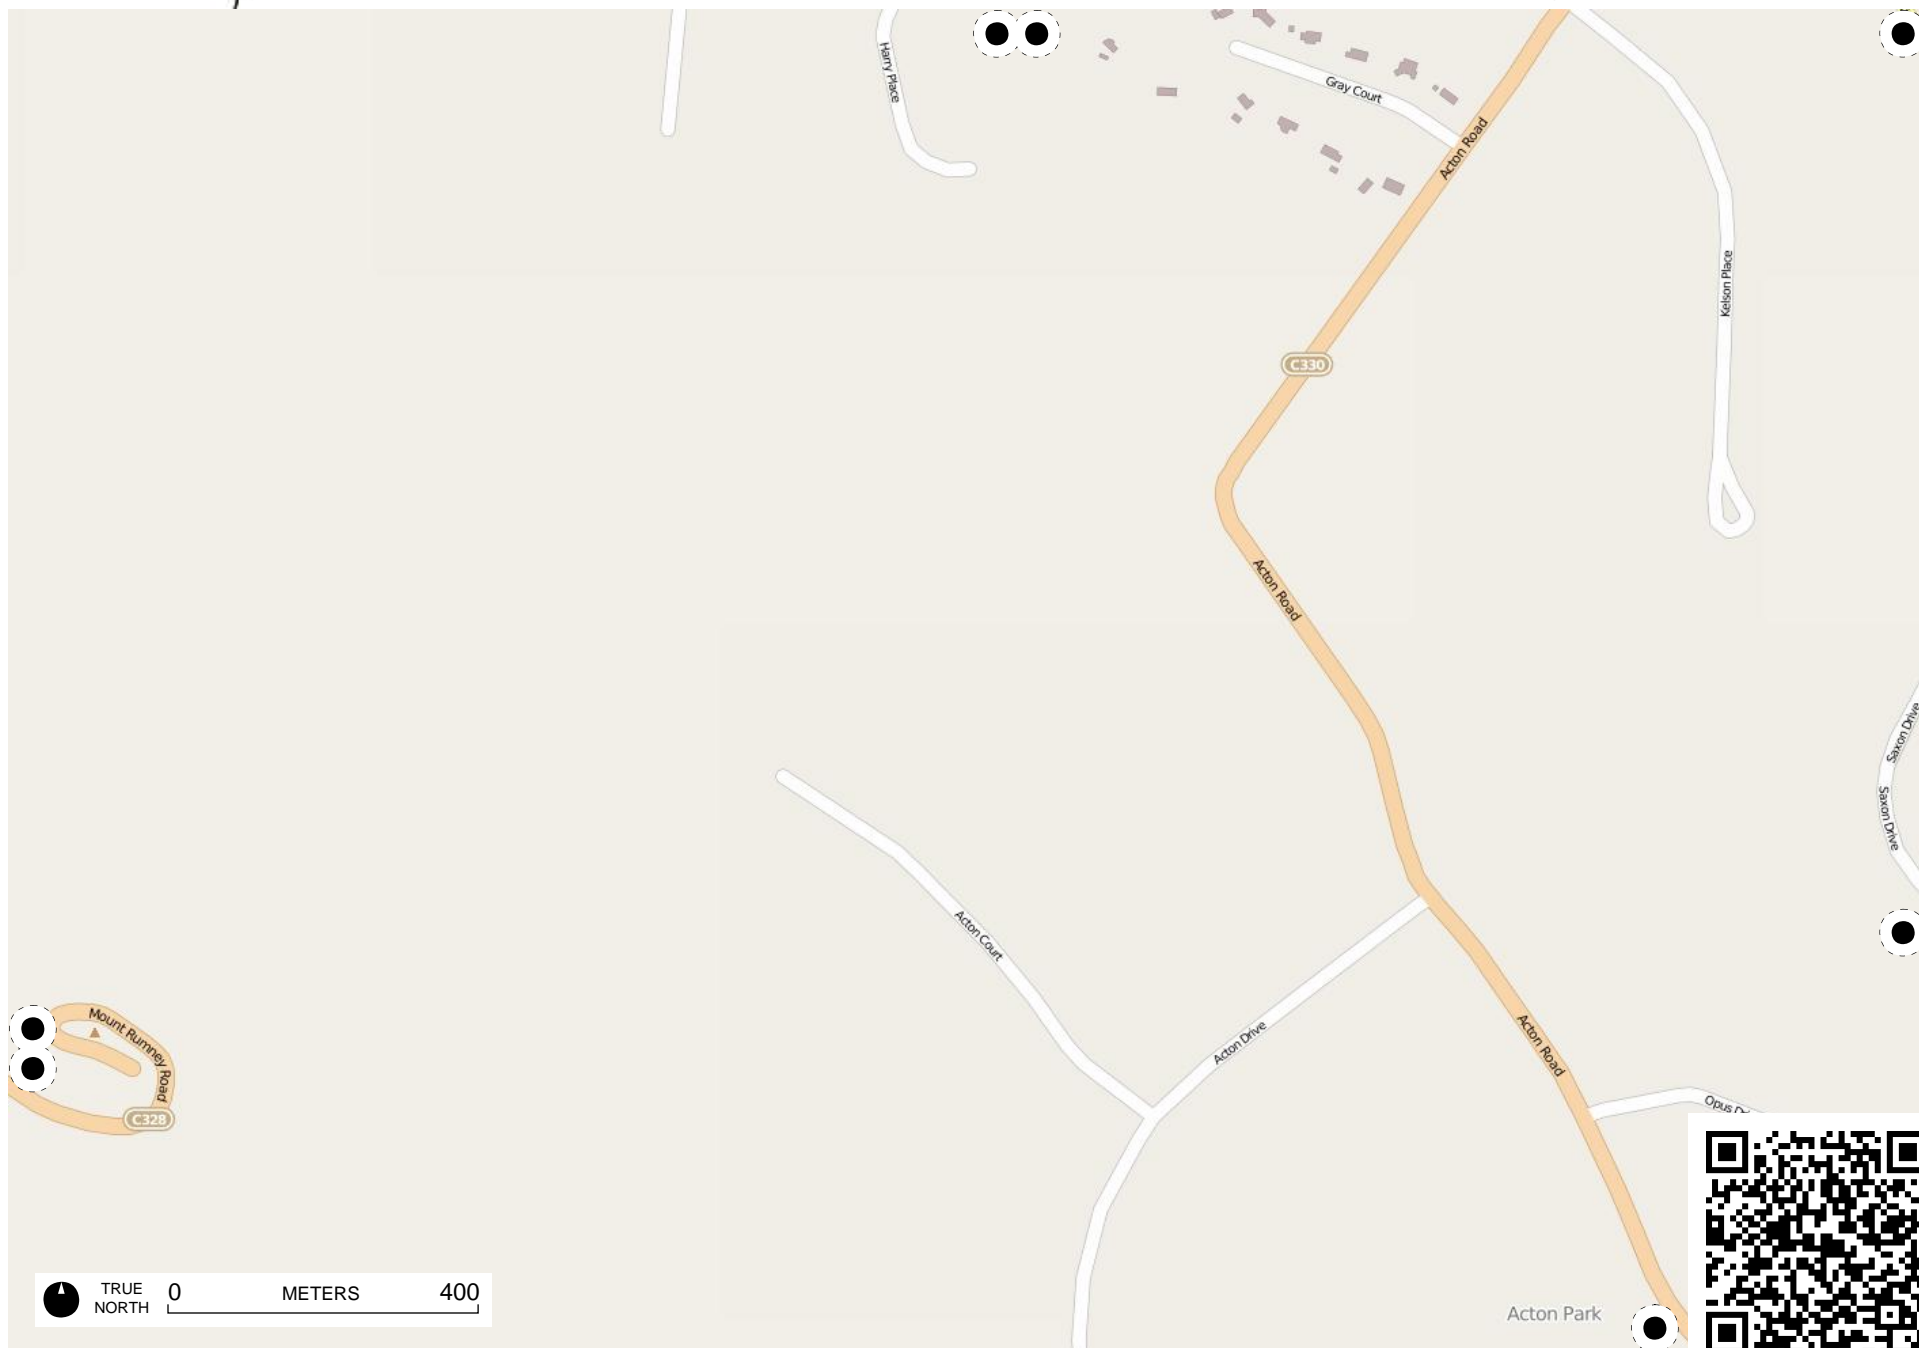 Harry Place
Gray Court
Acton Road
Kelson Place
C330
Acton Road
Saxon Drive
Saxon Drive
Acton Court
Mount Rumney Road
Acton Drive
Acton Road
C328
Opus
TRUE
NORTH
0 METERS 400
Acton Park